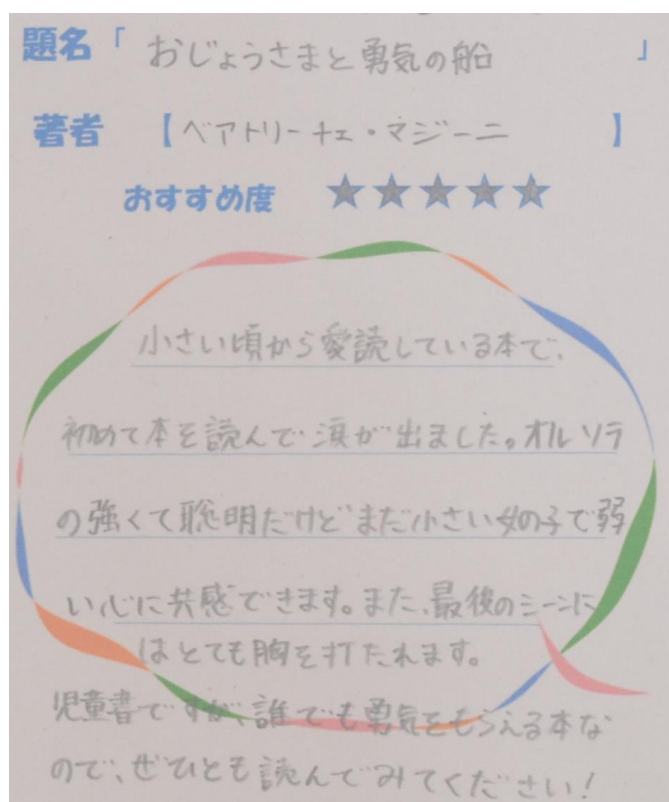 題名「おじょうさまと勇気の船」
著者【ベアトリーチェ・マジーニ】
おすすめ度 ★★★★★
小さい頃から愛読している本で、
初めて本を読んで涙が出ました。オルソラ
の強くて聡明だけどまだ小さい女の子で弱
い心に共感できます。また、最後のシーンに
はとても胸を打たれます。
児童書ですが、誰でも勇気をもらえる本な
ので、ぜひとも読んでみてください!